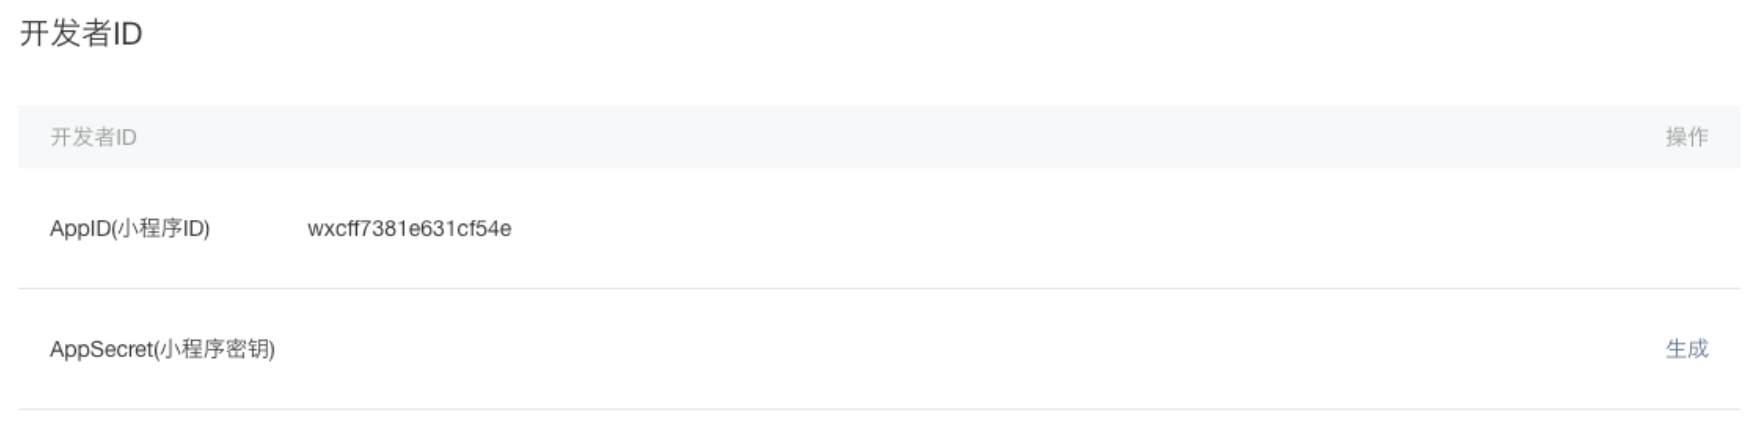 开发者ID
开发者ID 操作
AppID(小程序ID) wxcff7381e631cf54e
AppSecret(小程序密钥) 生成